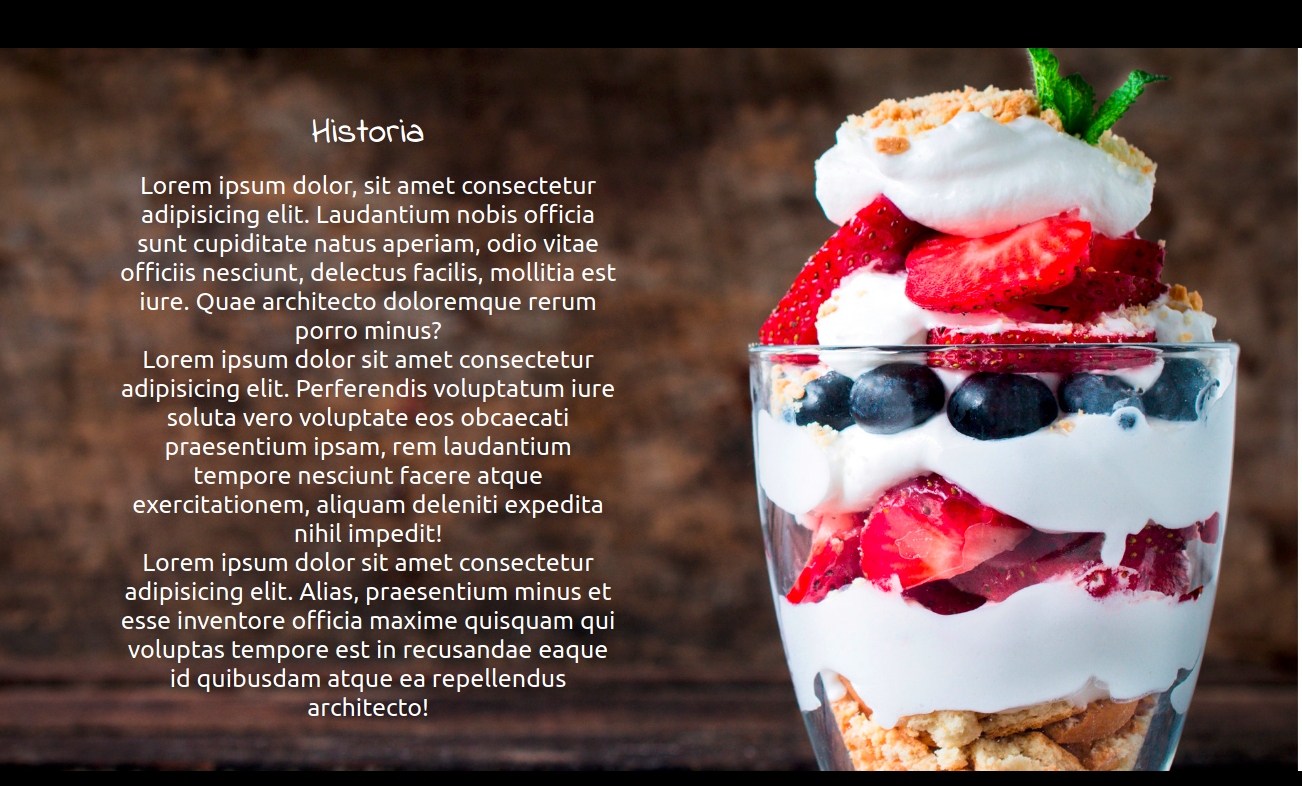 Historia
Lorem ipsum dolor, sit amet consectetur
adipisicing elit. Laudantium nobis officia
sunt cupiditate natus aperiam, odio vitae
officiis nesciunt, delectus facilis, mollitia est
iure. Quae architecto doloremque rerum
porro minus?
Lorem ipsum dolor sit amet consectetur
adipisicing elit. Perferendis voluptatum iure
soluta vero voluptate eos obcaecati
praesentium ipsam, rem laudantium
tempore nesciunt facere atque
exercitationem, aliquam deleniti expedita
nihil impedit!
Lorem ipsum dolor sit amet consectetur
adipisicing elit. Alias, praesentium minus et
esse inventore officia maxime quisquam qui
voluptas tempore est in recusandae eaque
id quibusdam atque ea repellendus
architecto!